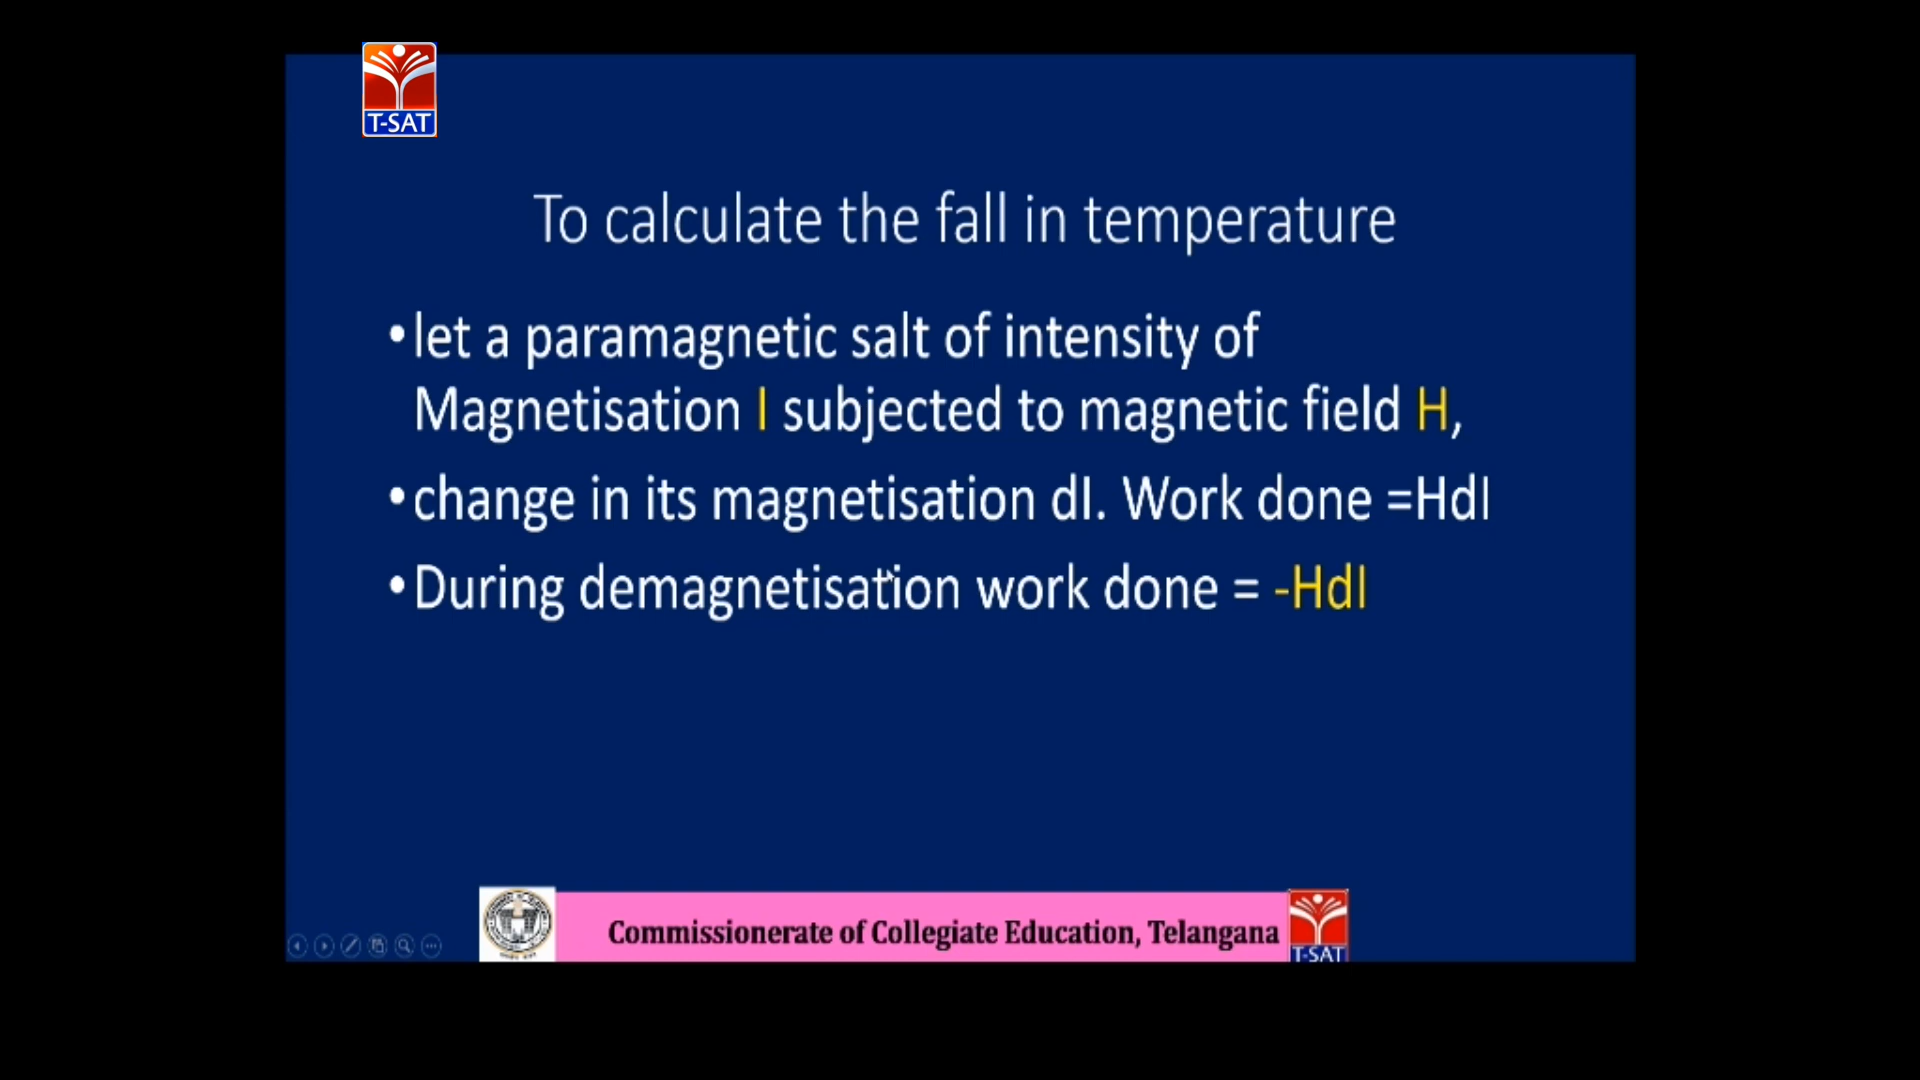 T-SAT
To calculate the fall in temperature
•let a paramagnetic salt of intensity of
Magnetisation I subjected to magnetic field H,
•change in its magnetisation dI. Work done =HdI
•During demagnetisation work done = -HdI
Commissionerate of Collegiate Education, Telangana
T-SAT